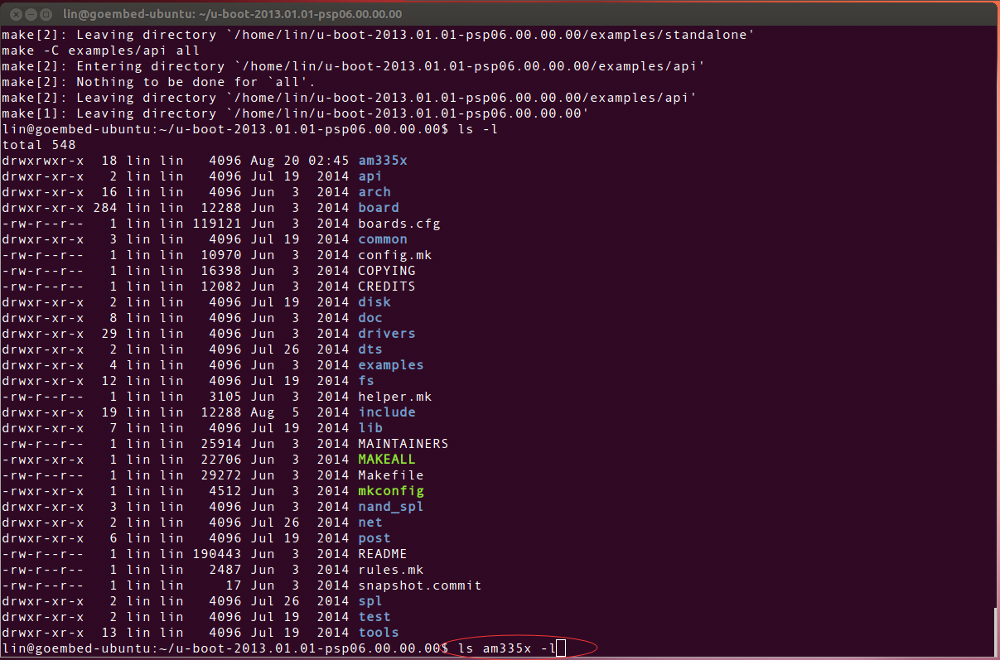 lin@goembed-ubuntu: ~/u-boot-2013.01.01-psp06.00.00.00
make[2]: Leaving directory `/home/lin/u-boot-2013.01.01-psp06.00.00.00/examples/standalone'
make -C examples/api all
make[2]: Entering directory `/home/lin/u-boot-2013.01.01-psp06.00.00.00/examples/api'
make[2]: Nothing to be done for `all'.
make[2]: Leaving directory `/home/lin/u-boot-2013.01.01-psp06.00.00.00/examples/api'
make[1]: Leaving directory `/home/lin/u-boot-2013.01.01-psp06.00.00.00'
lin@goembed-ubuntu:~/u-boot-2013.01.01-psp06.00.00.00$ ls -l
total 548
drwxrwxr-x  18 lin lin   4096 Aug 20 02:45 am335x
drwxr-xr-x   2 lin lin   4096 Jul 19  2014 api
drwxr-xr-x  16 lin lin   4096 Jun  3  2014 arch
drwxr-xr-x 284 lin lin  12288 Jun  3  2014 board
-rw-r--r--   1 lin lin 119121 Jun  3  2014 boards.cfg
drwxr-xr-x   3 lin lin   4096 Jul 19  2014 common
-rw-r--r--   1 lin lin  10970 Jun  3  2014 config.mk
-rw-r--r--   1 lin lin  16398 Jun  3  2014 COPYING
-rw-r--r--   1 lin lin  12082 Jun  3  2014 CREDITS
drwxr-xr-x   2 lin lin   4096 Jul 19  2014 disk
drwxr-xr-x   8 lin lin   4096 Jun  3  2014 doc
drwxr-xr-x  29 lin lin   4096 Jun  3  2014 drivers
drwxr-xr-x   2 lin lin   4096 Jul 26  2014 dts
drwxr-xr-x   4 lin lin   4096 Jun  3  2014 examples
drwxr-xr-x  12 lin lin   4096 Jul 19  2014 fs
-rw-r--r--   1 lin lin   3105 Jun  3  2014 helper.mk
drwxr-xr-x  19 lin lin  12288 Aug  5  2014 include
drwxr-xr-x   7 lin lin   4096 Jul 19  2014 lib
-rw-r--r--   1 lin lin  25914 Jun  3  2014 MAINTAINERS
-rwxr-xr-x   1 lin lin  22706 Jun  3  2014 MAKEALL
-rw-r--r--   1 lin lin  29272 Jun  3  2014 Makefile
-rwxr-xr-x   1 lin lin   4512 Jun  3  2014 mkconfig
drwxr-xr-x   3 lin lin   4096 Jun  3  2014 nand_spl
drwxr-xr-x   2 lin lin   4096 Jul 26  2014 net
drwxr-xr-x   6 lin lin   4096 Jul 19  2014 post
-rw-r--r--   1 lin lin 190443 Jun  3  2014 README
-rw-r--r--   1 lin lin   2487 Jun  3  2014 rules.mk
-rw-r--r--   1 lin lin     17 Jun  3  2014 snapshot.commit
drwxr-xr-x   2 lin lin   4096 Jul 26  2014 spl
drwxr-xr-x   2 lin lin   4096 Jul 19  2014 test
drwxr-xr-x  13 lin lin   4096 Jul 19  2014 tools
lin@goembed-ubuntu:~/u-boot-2013.01.01-psp06.00.00.00$ ls am335x -l